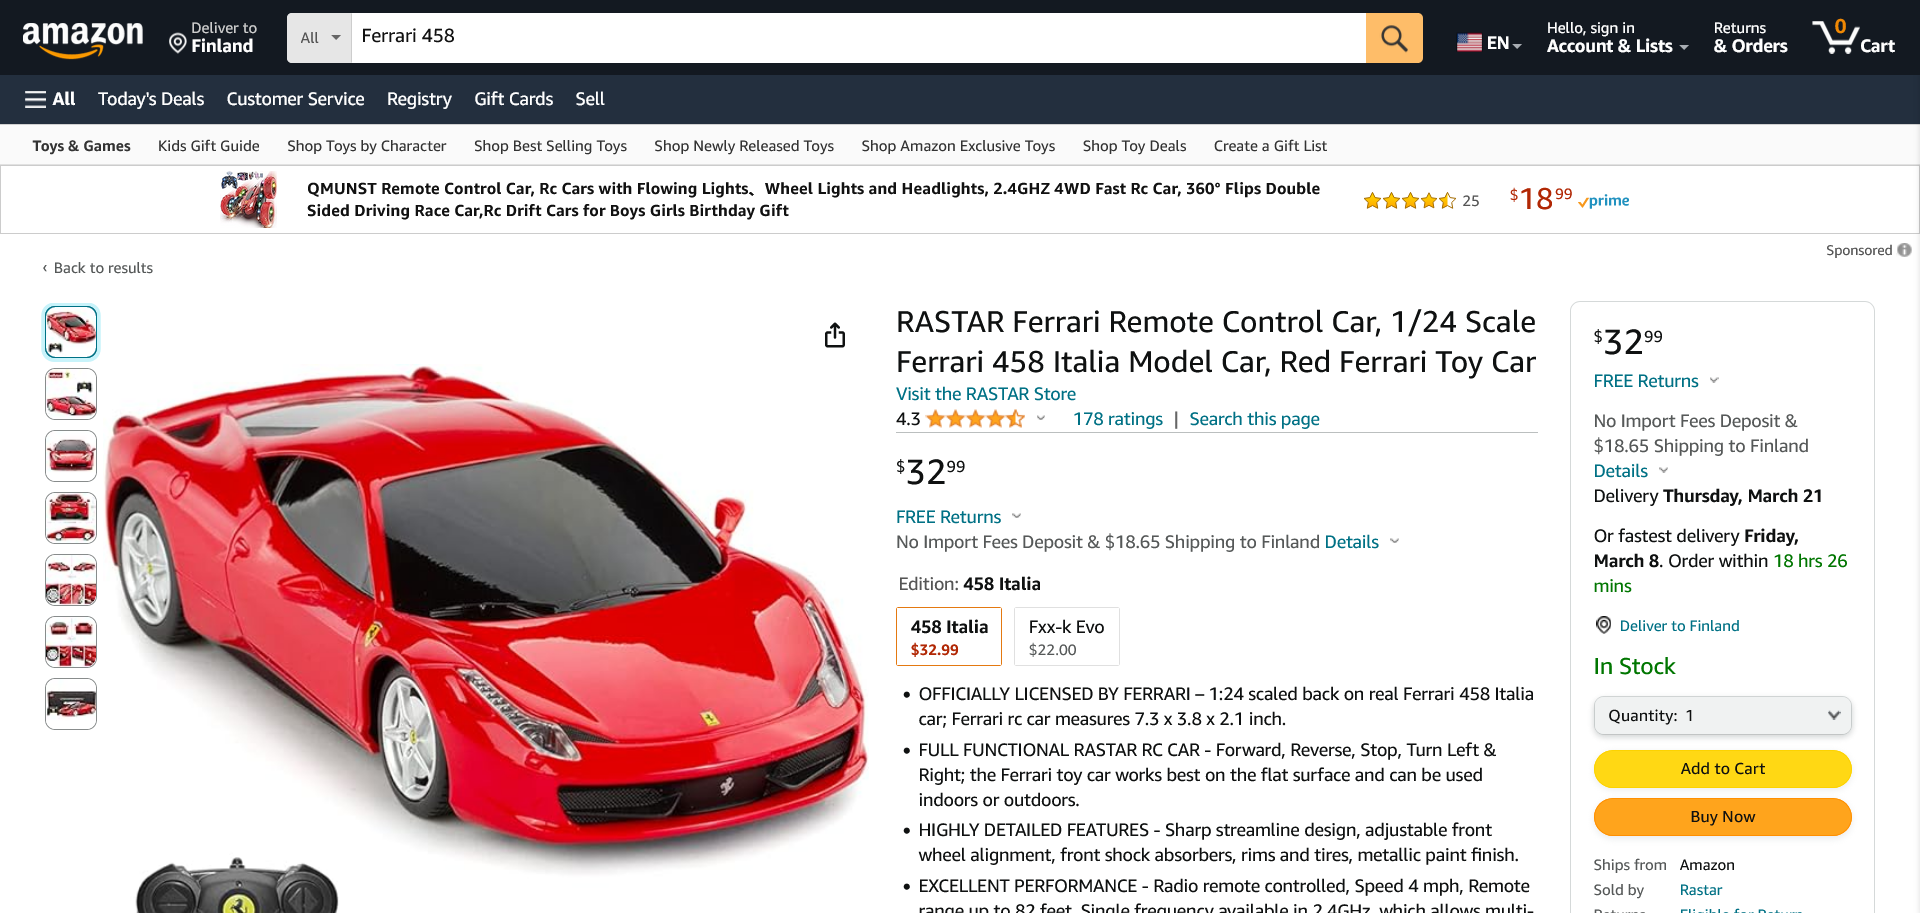 amazon
Deliver to
Finland
All
Ferrari 458
EN
Hello, sign in
Account & Lists
Returns
& Orders
0
Cart
All
Today's Deals
Customer Service
Registry
Gift Cards
Sell
Toys & Games
Kids Gift Guide
Shop Toys by Character
Shop Best Selling Toys
Shop Newly Released Toys
Shop Amazon Exclusive Toys
Shop Toy Deals
Create a Gift List
QMUNST Remote Control Car, Rc Cars with Flowing Lights、Wheel Lights and Headlights, 2.4GHZ 4WD Fast Rc Car, 360° Flips Double
Sided Driving Race Car,Rc Drift Cars for Boys Girls Birthday Gift
25
$18 99
prime
Sponsored
‹ Back to results
RASTAR Ferrari Remote Control Car, 1/24 Scale
Ferrari 458 Italia Model Car, Red Ferrari Toy Car
Visit the RASTAR Store
4.3
178 ratings | Search this page
$32 99
FREE Returns
No Import Fees Deposit & $18.65 Shipping to Finland Details
Edition: 458 Italia
458 Italia
$32.99
Fxx-k Evo
$22.00
• OFFICIALLY LICENSED BY FERRARI – 1:24 scaled back on real Ferrari 458 Italia
car; Ferrari rc car measures 7.3 x 3.8 x 2.1 inch.
• FULL FUNCTIONAL RASTAR RC CAR - Forward, Reverse, Stop, Turn Left &
Right; the Ferrari toy car works best on the flat surface and can be used
indoors or outdoors.
• HIGHLY DETAILED FEATURES - Sharp streamline design, adjustable front
wheel alignment, front shock absorbers, rims and tires, metallic paint finish.
• EXCELLENT PERFORMANCE - Radio remote controlled, Speed 4 mph, Remote
range up to 82 feet. Single frequency available in 2.4GHz, which allows multi-
$32 99
FREE Returns
No Import Fees Deposit &
$18.65 Shipping to Finland
Details
Delivery Thursday, March 21
Or fastest delivery Friday,
March 8. Order within 18 hrs 26
mins
Deliver to Finland
In Stock
Quantity: 1
Add to Cart
Buy Now
Ships from Amazon
Sold by Rastar
Returns Eligible for Return